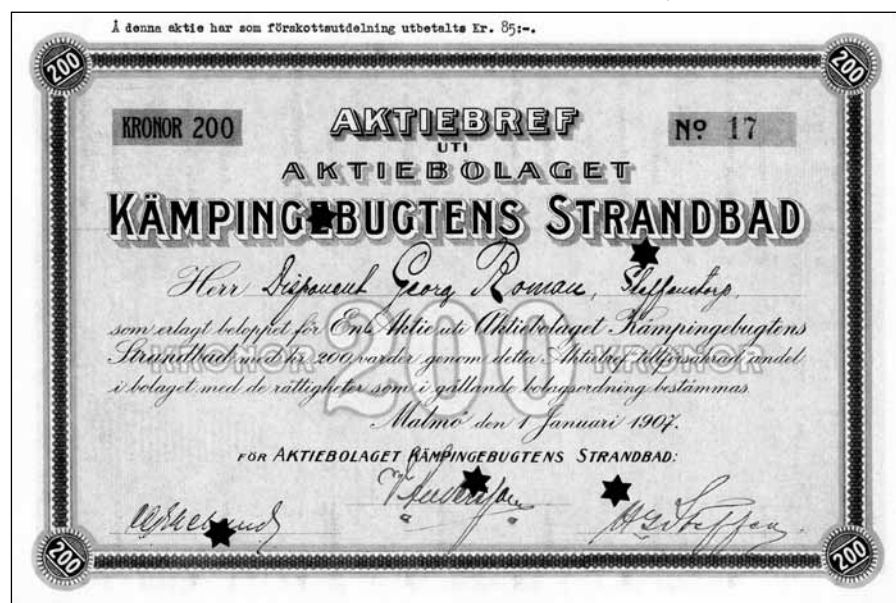 Å denna aktie har som förskottsutdelning utbetalts Kr. 85:-.
200 200
KRONOR 200 AKTIEBREF Nº 17
UTI
AKTIEBOLAGET
KÄMPINGEBUGTENS STRANDBAD
Herr Disponent Georg Roman, Staffanstorp,
som erlagt beloppet för En Aktie uti Aktiebolaget Kämpingebugtens
Strandbad med kr. 200 varder genom detta Aktiebref tillförsäkrad andel
i bolaget med de rättigheter som i gällande bolagsordning bestämmas.
KRONOR 200 KRONOR
Malmö den 1 Januari 1907.
FÖR AKTIEBOLAGET KÄMPINGEBUGTENS STRANDBAD:
200 200